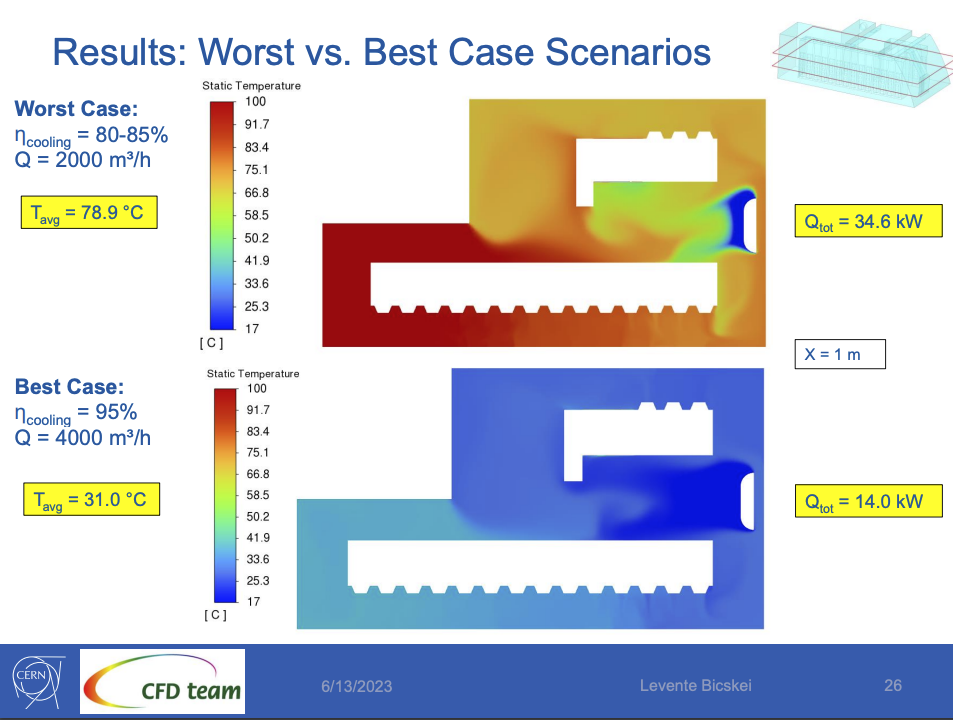 Results: Worst vs. Best Case Scenarios
Worst Case:
ηcooling = 80-85%
Q = 2000 m³/h
Tavg = 78.9 °C
Static Temperature
100
91.7
83.4
75.1
66.8
58.5
50.2
41.9
33.6
25.3
17
[ C ]
Qtot = 34.6 kW
X = 1 m
Best Case:
ηcooling = 95%
Q = 4000 m³/h
Tavg = 31.0 °C
Static Temperature
100
91.7
83.4
75.1
66.8
58.5
50.2
41.9
33.6
25.3
17
[ C ]
Qtot = 14.0 kW
CERN
CFD team
6/13/2023
Levente Bicskei
26